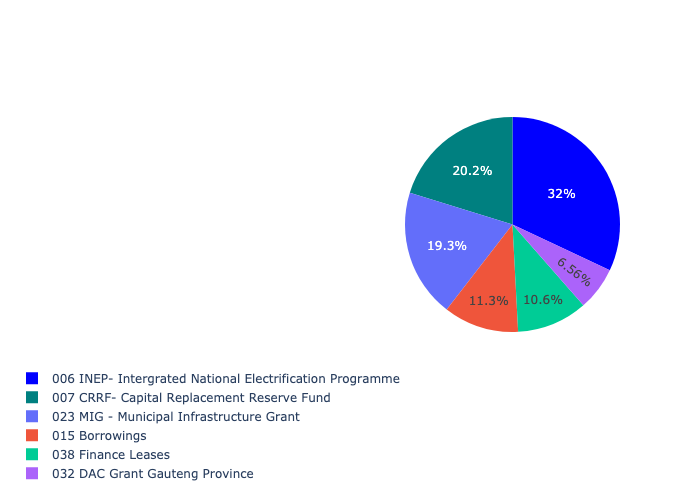 20.2%
32%
19.3%
6.56%
11.3%
10.6%
006 INEP- Intergrated National Electrification Programme
007 CRRF- Capital Replacement Reserve Fund
023 MIG - Municipal Infrastructure Grant
015 Borrowings
038 Finance Leases
032 DAC Grant Gauteng Province